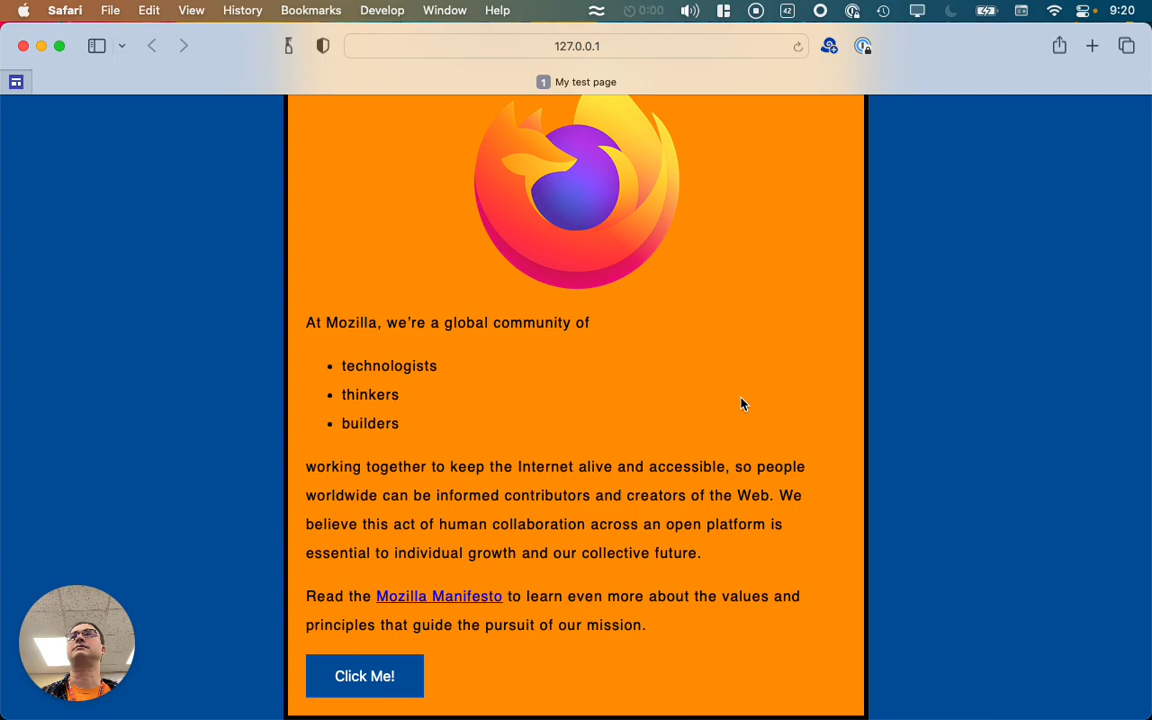 Safari File Edit View History Bookmarks Develop Window Help 0:00 42 9:20
127.0.0.1
1 My test page
At Mozilla, we’re a global community of
• technologists
• thinkers
• builders
working together to keep the Internet alive and accessible, so people
worldwide can be informed contributors and creators of the Web. We
believe this act of human collaboration across an open platform is
essential to individual growth and our collective future.
Read the Mozilla Manifesto to learn even more about the values and
principles that guide the pursuit of our mission.
Click Me!